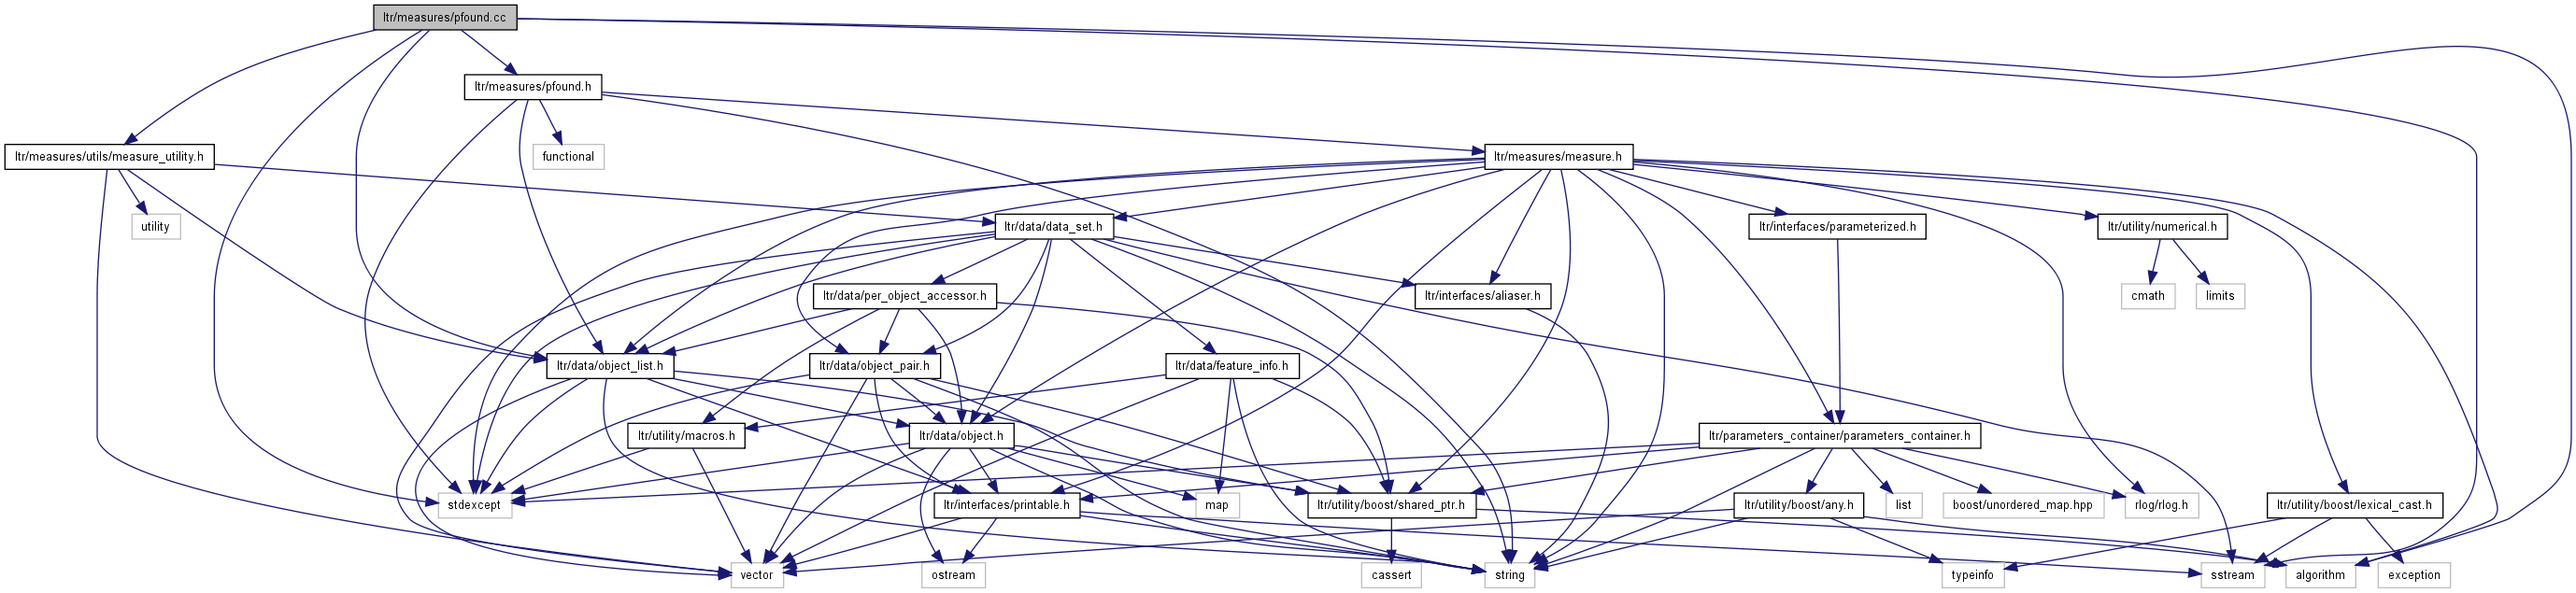 ltr/measures/pfound.cc
ltr/measures/pfound.h
ltr/measures/utils/measure_utility.h
functional
ltr/measures/measure.h
utility
ltr/data/data_set.h
ltr/interfaces/parameterized.h
ltr/utility/numerical.h
ltr/data/per_object_accessor.h
ltr/interfaces/aliaser.h
cmath
limits
ltr/data/object_list.h
ltr/data/object_pair.h
ltr/data/feature_info.h
ltr/utility/macros.h
ltr/data/object.h
ltr/parameters_container/parameters_container.h
stdexcept
ltr/interfaces/printable.h
map
ltr/utility/boost/shared_ptr.h
ltr/utility/boost/any.h
list
boost/unordered_map.hpp
rlog/rlog.h
ltr/utility/boost/lexical_cast.h
vector
ostream
cassert
string
typeinfo
sstream
algorithm
exception